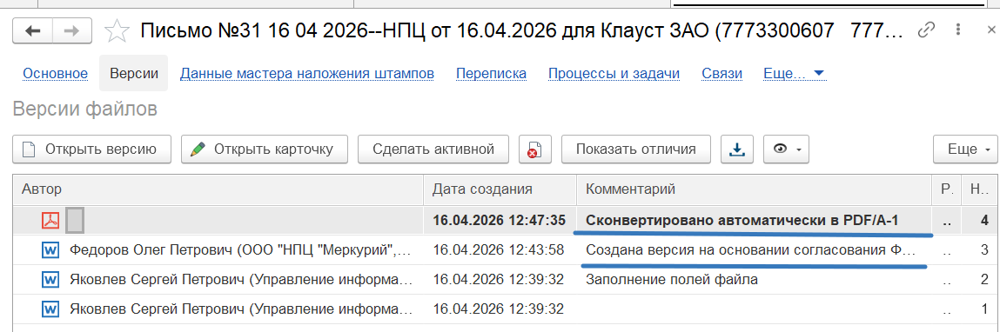 Письмо №31 16 04 2026--НПЦ от 16.04.2026 для Клауст ЗАО (7773300607 777...
Основное Версии Данные мастера наложения штампов Переписка Процессы и задачи Связи Еще...
Версии файлов
Открыть версию Открыть карточку Сделать активной Показать отличия Еще
Автор Дата создания Комментарий Р. Н..
16.04.2026 12:47:35 Сконвертировано автоматически в PDF/A-1 .. 4
Федоров Олег Петрович (ООО "НПЦ "Меркурий",... 16.04.2026 12:43:58 Создана версия на основании согласования Ф... .. 3
Яковлев Сергей Петрович (Управление информа... 16.04.2026 12:39:32 Заполнение полей файла .. 2
Яковлев Сергей Петрович (Управление информа... 16.04.2026 12:39:32 .. 1